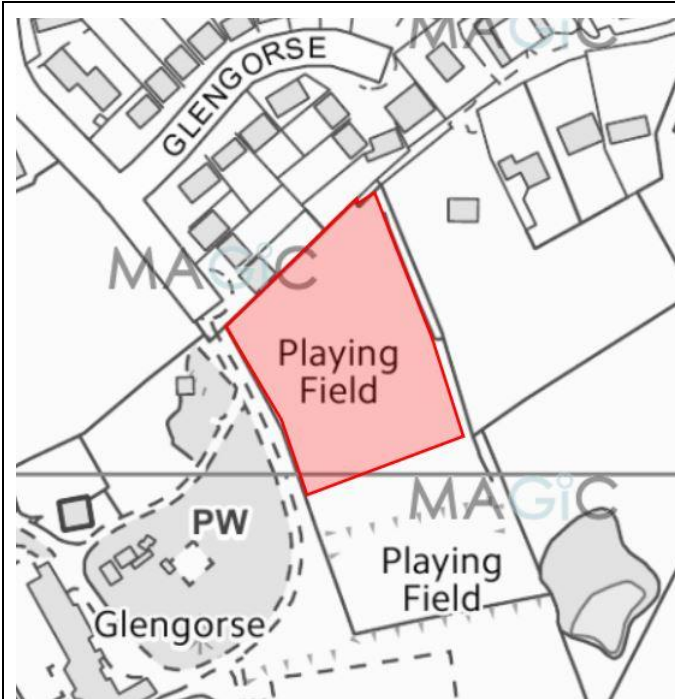 MAGiC
GLENGORSE
MAGiC
Playing
Field
MAGiC
PW
Playing
Field
Glengorse